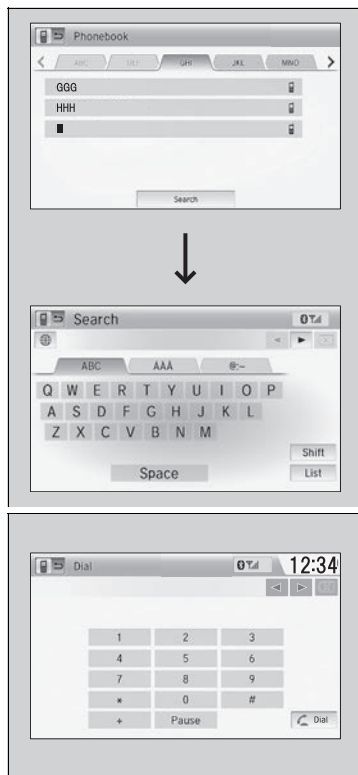 Phonebook
ABC DEF GHI JKL MNO
GGG
HHH
Search
Search
ABC ÀÁÂ @:–
Q W E R T Y U I O P
A S D F G H J K L
Z X C V B N M
Shift
Space List
Dial 12:34
1 2 3
4 5 6
7 8 9
* 0 #
+ Pause Dial